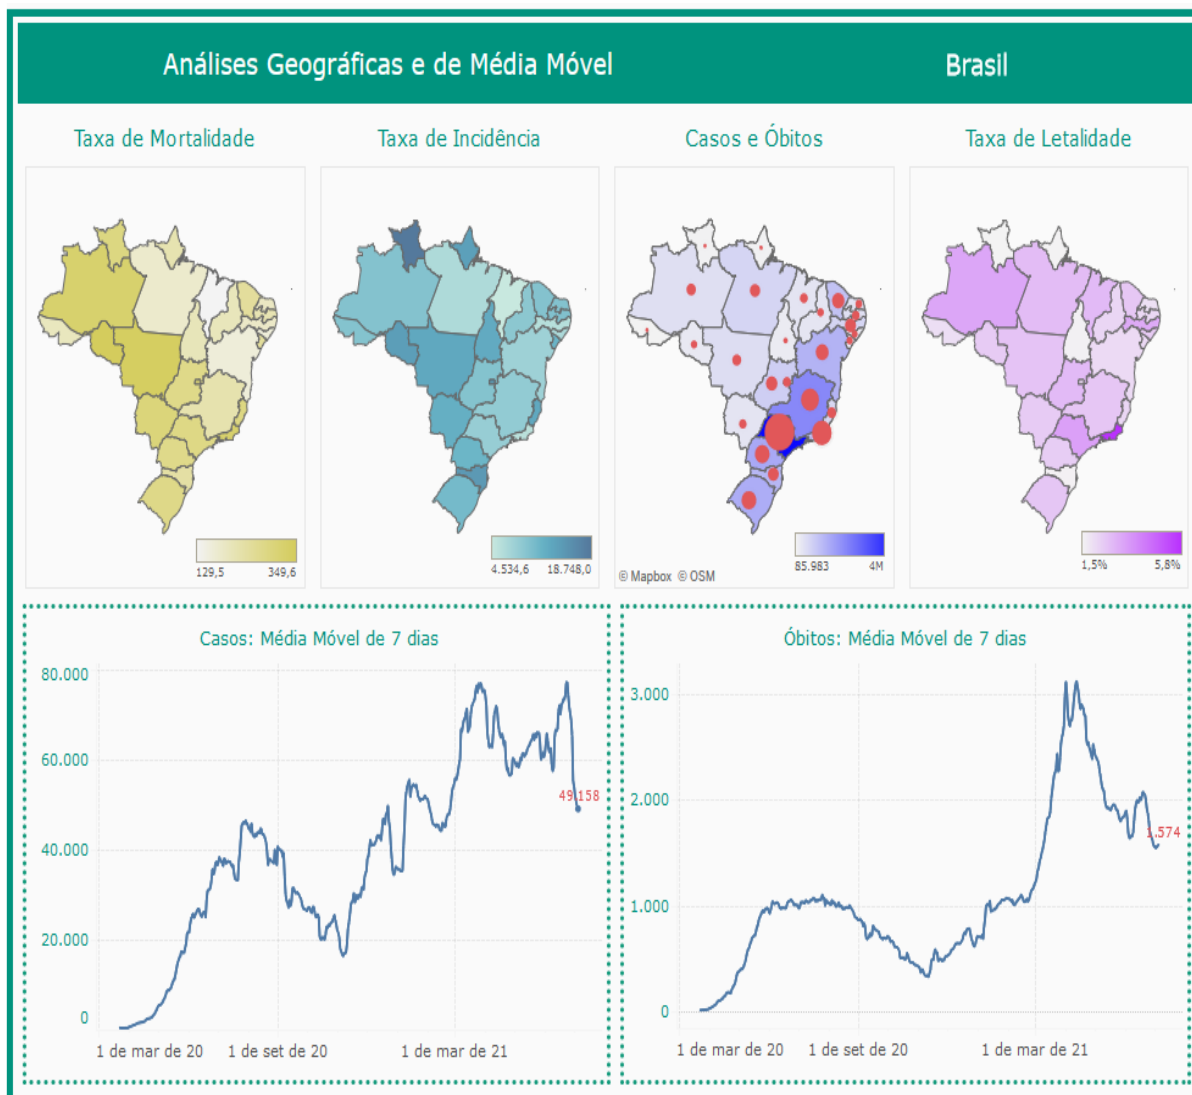 Análises Geográficas e de Média Móvel
Brasil
Taxa de Mortalidade
Taxa de Incidência
Casos e Óbitos
Taxa de Letalidade
129,5
349,6
4.534,6
18.748,0
© Mapbox © OSM
85.983
4M
1,5%
5,8%
Casos: Média Móvel de 7 dias
80.000
60.000
49.158
40.000
20.000
0
1 de mar de 20
1 de set de 20
1 de mar de 21
Óbitos: Média Móvel de 7 dias
3.000
2.000
1.574
1.000
0
1 de mar de 20
1 de set de 20
1 de mar de 21